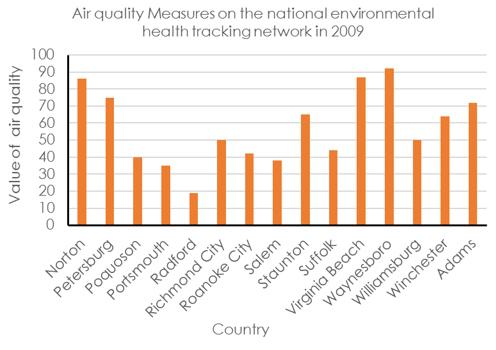 Air quality Measures on the national environmental
health tracking network in 2009
Value of air quality
100
90
80
70
60
50
40
30
20
10
0
Norton
Petersburg
Poquoson
Portsmouth
Radford
Richmond City
Roanoke City
Salem
Staunton
Suffolk
Virginia Beach
Waynesboro
Williamsburg
Winchester
Adams
Country